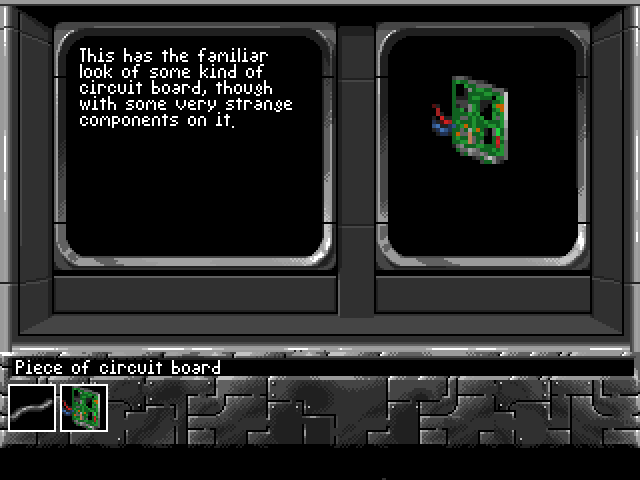 This has the familiar
look of some kind of
circuit board, though
with some very strange
components on it.
Piece of circuit board